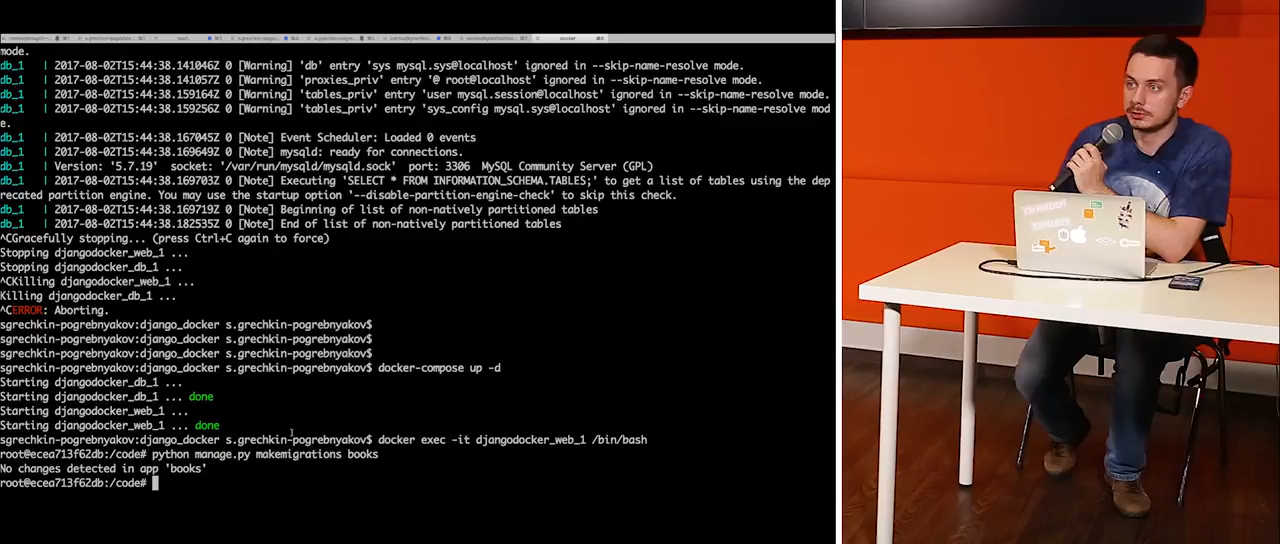 docker
mode.
db_1   | 2017-08-02T15:44:38.141046Z 0 [Warning] 'db' entry 'sys mysql.sys@localhost' ignored in --skip-name-resolve mode.
db_1   | 2017-08-02T15:44:38.141057Z 0 [Warning] 'proxies_priv' entry '@ root@localhost' ignored in --skip-name-resolve mode.
db_1   | 2017-08-02T15:44:38.159164Z 0 [Warning] 'tables_priv' entry 'user mysql.session@localhost' ignored in --skip-name-resolve mode.
db_1   | 2017-08-02T15:44:38.159256Z 0 [Warning] 'tables_priv' entry 'sys_config mysql.sys@localhost' ignored in --skip-name-resolve mod
e.
db_1   | 2017-08-02T15:44:38.167045Z 0 [Note] Event Scheduler: Loaded 0 events
db_1   | 2017-08-02T15:44:38.169649Z 0 [Note] mysqld: ready for connections.
db_1   | Version: '5.7.19'  socket: '/var/run/mysqld/mysqld.sock'  port: 3306  MySQL Community Server (GPL)
db_1   | 2017-08-02T15:44:38.169703Z 0 [Note] Executing 'SELECT * FROM INFORMATION_SCHEMA.TABLES;' to get a list of tables using the dep
recated partition engine. You may use the startup option '--disable-partition-engine-check' to skip this check.
db_1   | 2017-08-02T15:44:38.169719Z 0 [Note] Beginning of list of non-natively partitioned tables
db_1   | 2017-08-02T15:44:38.182535Z 0 [Note] End of list of non-natively partitioned tables
^CGracefully stopping... (press Ctrl+C again to force)
Stopping djangodocker_web_1 ...
Stopping djangodocker_db_1 ...
^CKilling djangodocker_web_1 ...
Killing djangodocker_db_1 ...
^CERROR: Aborting.
sgrechkin-pogrebnyakov:django_docker s.grechkin-pogrebnyakov$
sgrechkin-pogrebnyakov:django_docker s.grechkin-pogrebnyakov$
sgrechkin-pogrebnyakov:django_docker s.grechkin-pogrebnyakov$
sgrechkin-pogrebnyakov:django_docker s.grechkin-pogrebnyakov$ docker-compose up -d
Starting djangodocker_db_1 ...
Starting djangodocker_db_1 ... done
Starting djangodocker_web_1 ...
Starting djangodocker_web_1 ... done
sgrechkin-pogrebnyakov:django_docker s.grechkin-pogrebnyakov$ docker exec -it djangodocker_web_1 /bin/bash
root@ecea713f62db:/code# python manage.py makemigrations books
No changes detected in app 'books'
root@ecea713f62db:/code#